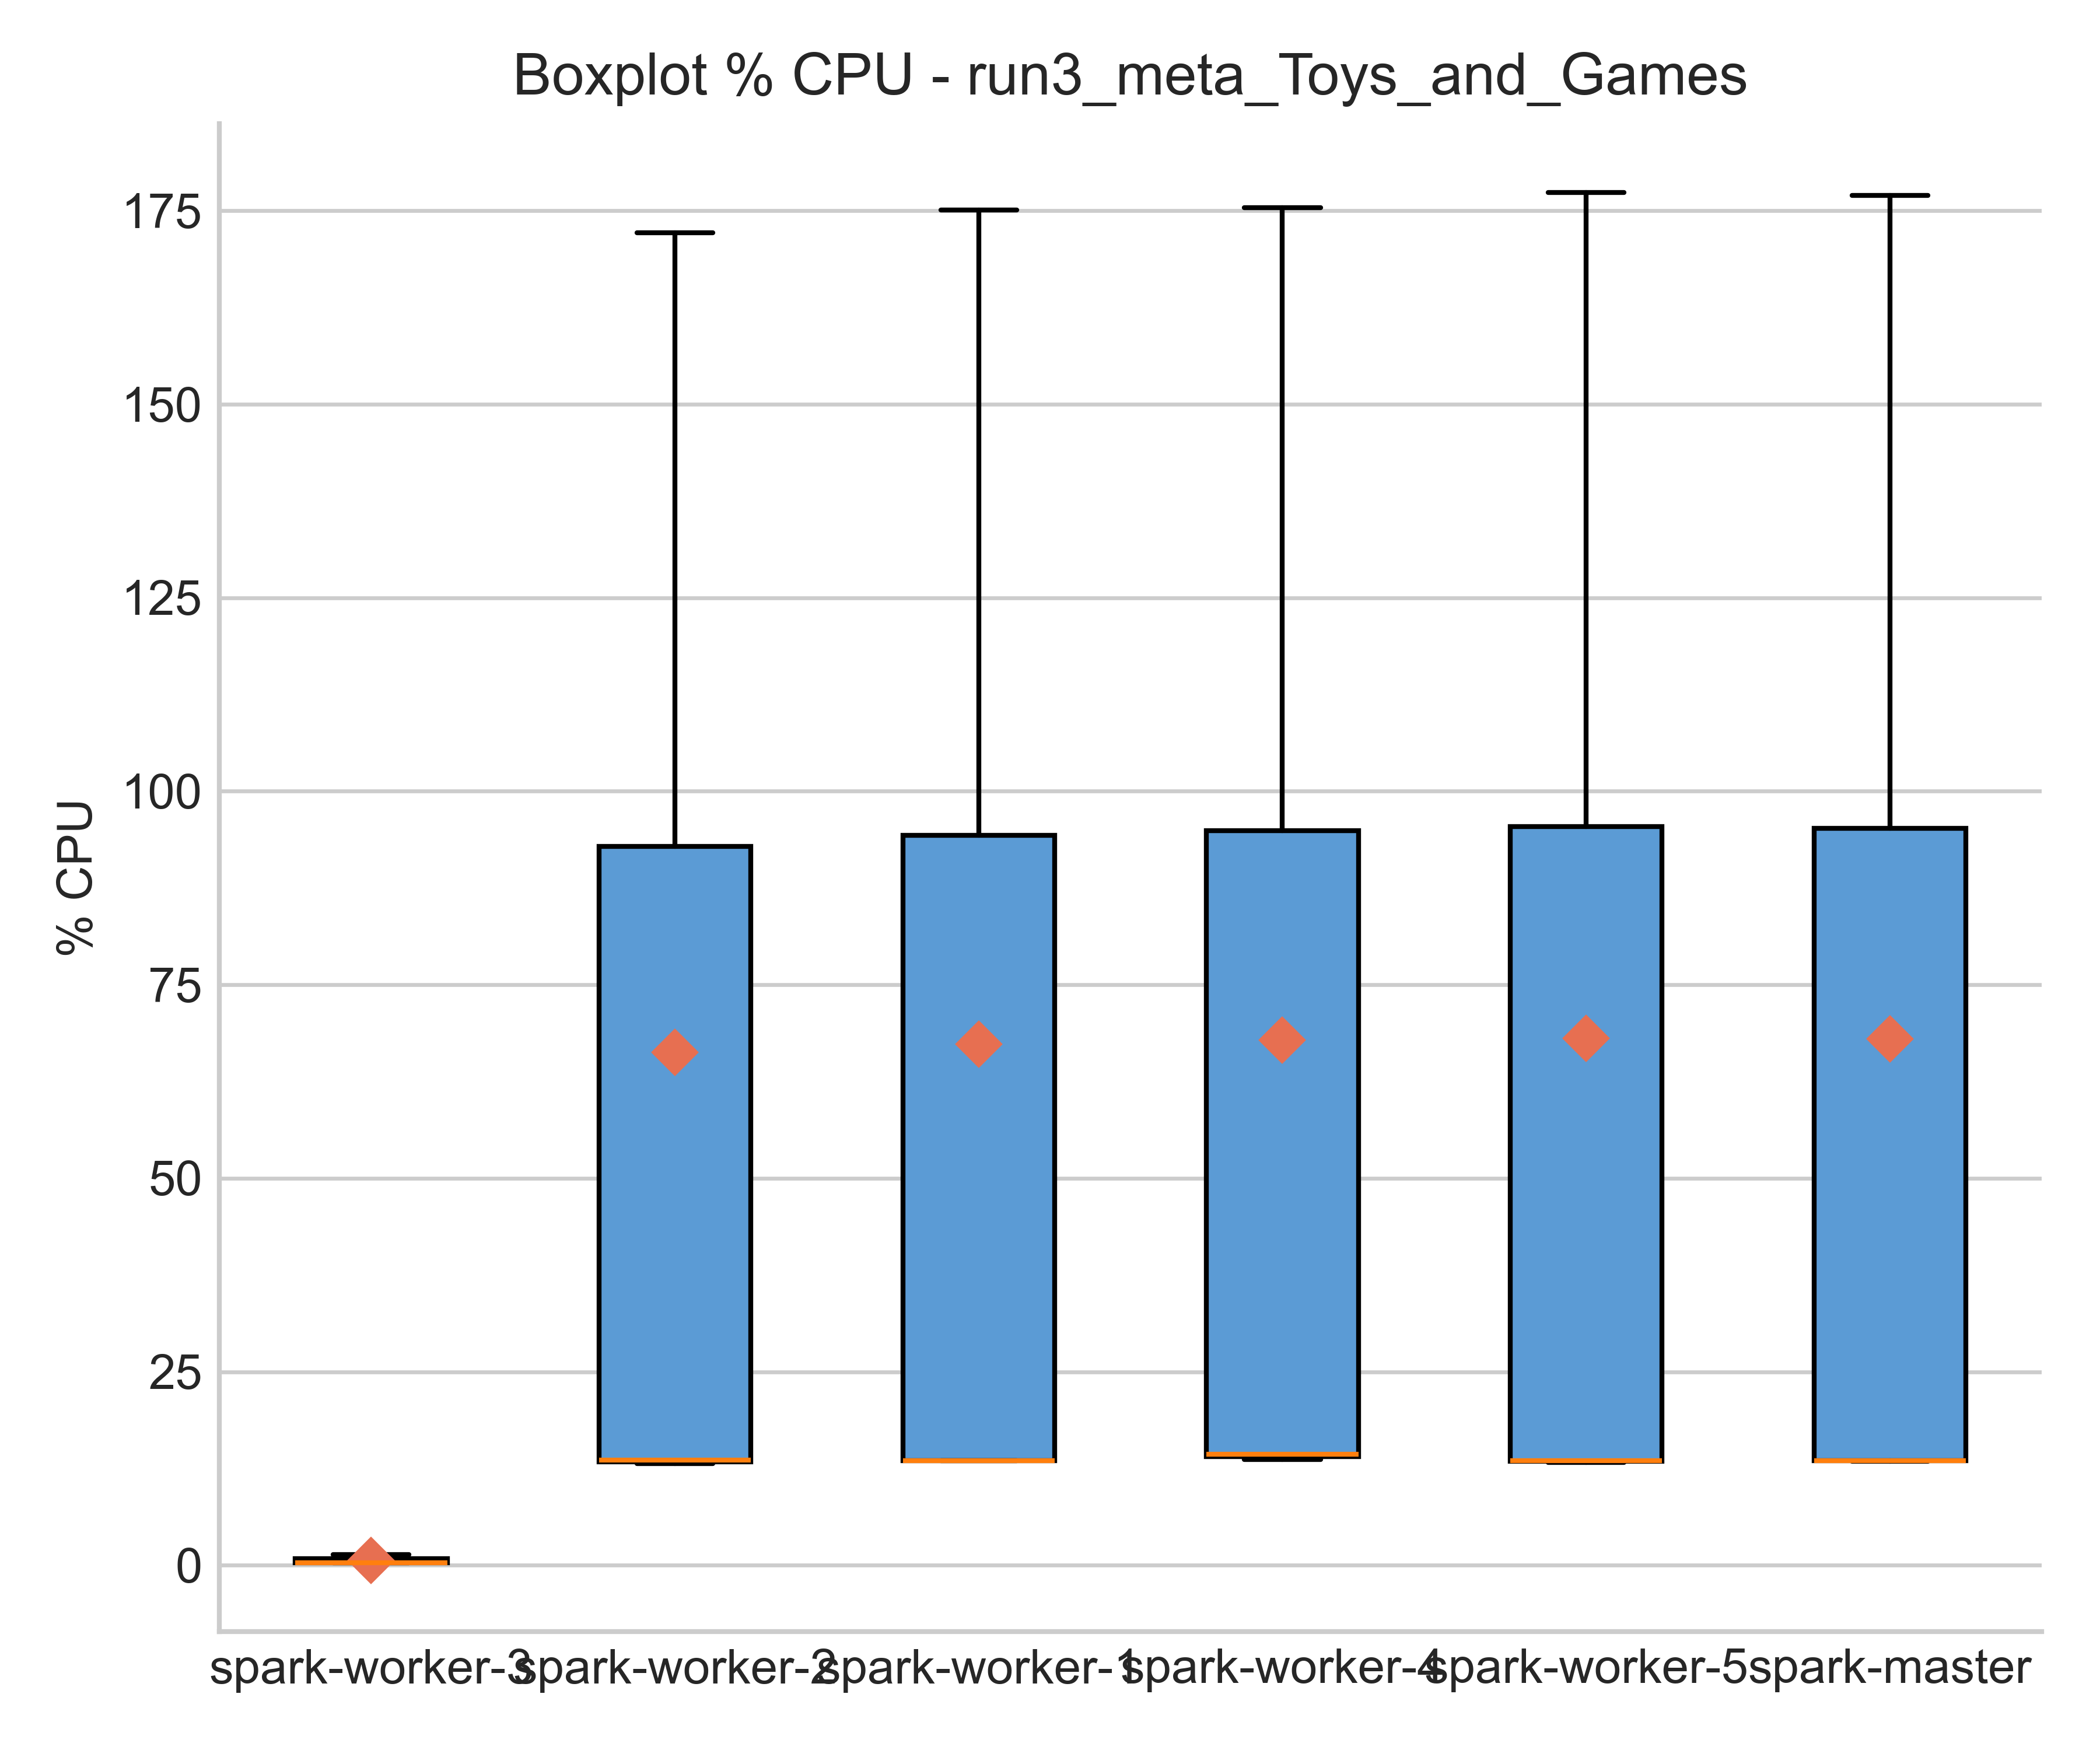 Boxplot % CPU - run3_meta_Toys_and_Games
% CPU
175
150
125
100
75
50
25
0
spark-worker-3
spark-worker-2
spark-worker-1
spark-worker-4
spark-worker-5
spark-master